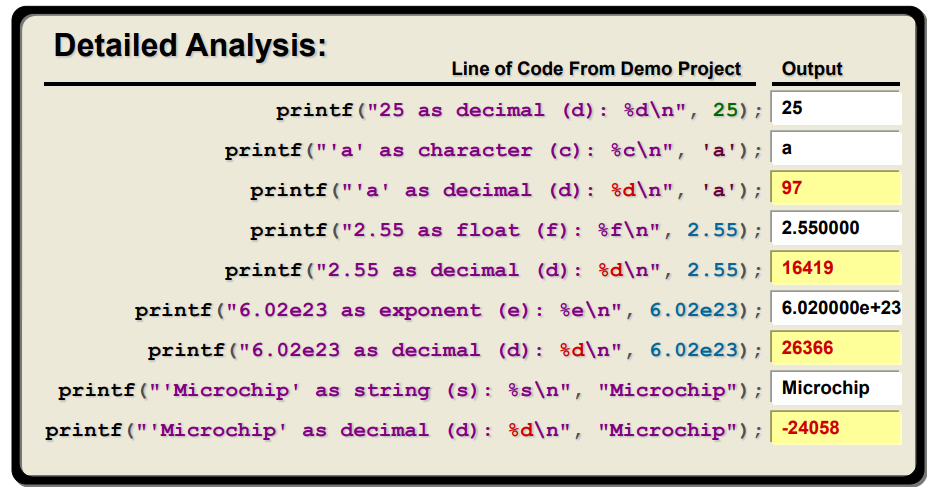 Detailed Analysis:
Line of Code From Demo Project Output
printf("25 as decimal (d): %d\n", 25); 25
printf("'a' as character (c): %c\n", 'a'); a
printf("'a' as decimal (d): %d\n", 'a'); 97
printf("2.55 as float (f): %f\n", 2.55); 2.550000
printf("2.55 as decimal (d): %d\n", 2.55); 16419
printf("6.02e23 as exponent (e): %e\n", 6.02e23); 6.020000e+23
printf("6.02e23 as decimal (d): %d\n", 6.02e23); 26366
printf("'Microchip' as string (s): %s\n", "Microchip"); Microchip
printf("'Microchip' as decimal (d): %d\n", "Microchip"); -24058